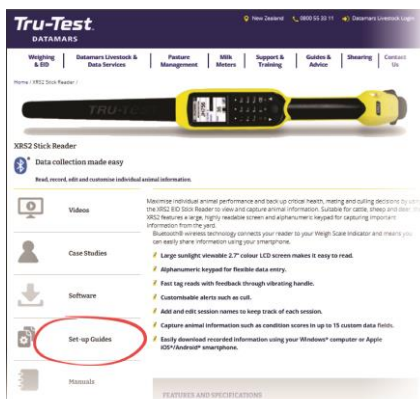 Tru-Test
DATAMARS
New Zealand 0800 55 33 11 Datamars Livestock Login
Weighing & EID
Datamars Livestock & Data Services
Pasture Management
Milk Meters
Support & Training
Guides & Advice
Shearing
Contact Us
Home / XRS2 Stick Reader /
TRU-TEST
XRS2 Stick Reader
Data collection made easy
Read, record, edit and customise individual animal information.
Videos
Case Studies
Software
Set-up Guides
Manuals
Maximise individual animal performance and back up critical health, mating and culling decisions by using
the XRS2 EID Stick Reader to view and capture animal information. Suitable for cattle, sheep and deer, the
XRS2 features a large, highly readable screen and alphanumeric keypad for capturing important
information from the yard.
Bluetooth® wireless technology connects your reader to your Weigh Scale Indicator and means you
can easily share information using your smartphone.
Large sunlight viewable 2.7" colour LCD screen makes it easy to read.
Alphanumeric keypad for flexible data entry.
Fast tag reads with feedback through vibrating handle.
Customisable alerts such as cull.
Add and edit session names to keep track of each session.
Capture animal information such as condition scores in up to 15 custom data fields.
Easily download recorded information using your Windows® computer or Apple
iOS®/Android® smartphone.
FEATURES AND SPECIFICATIONS